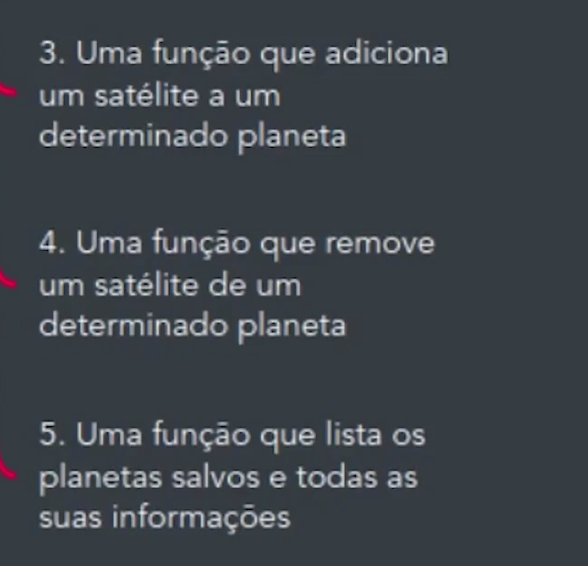 3. Uma função que adiciona
um satélite a um
determinado planeta
4. Uma função que remove
um satélite de um
determinado planeta
5. Uma função que lista os
planetas salvos e todas as
suas informações